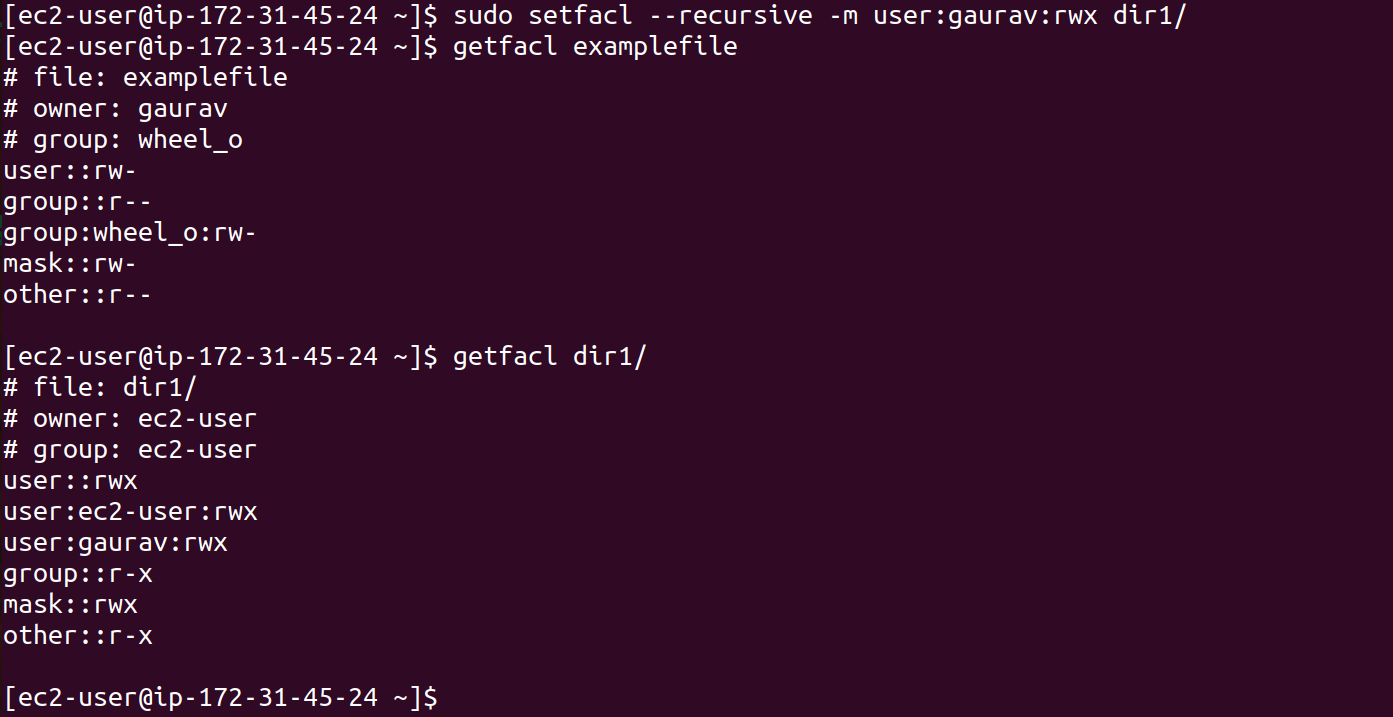 [ec2-user@ip-172-31-45-24 ~]$ sudo setfacl --recursive -m user:gaurav:rwx dir1/
[ec2-user@ip-172-31-45-24 ~]$ getfacl examplefile
# file: examplefile
# owner: gaurav
# group: wheel_o
user::rw-
group::r--
group:wheel_o:rw-
mask::rw-
other::r--

[ec2-user@ip-172-31-45-24 ~]$ getfacl dir1/
# file: dir1/
# owner: ec2-user
# group: ec2-user
user::rwx
user:ec2-user:rwx
user:gaurav:rwx
group::r-x
mask::rwx
other::r-x

[ec2-user@ip-172-31-45-24 ~]$